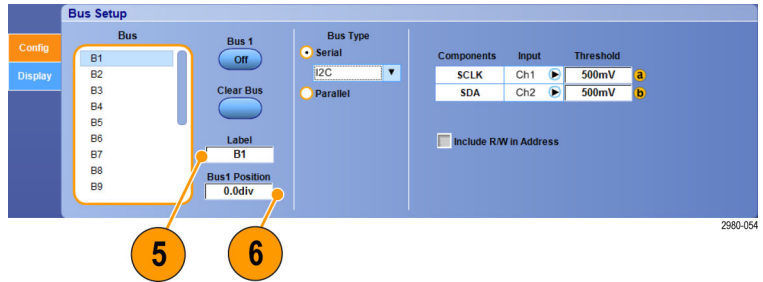 Bus Setup
Config
Display
Bus
B1
B2
B3
B4
B5
B6
B7
B8
B9
Bus 1
Off
Clear Bus
Label
B1
Bus1 Position
0.0div
Bus Type
Serial
I2C
Parallel
Components Input Threshold
SCLK Ch1 500mV a
SDA Ch2 500mV b
Include R/W in Address
5
6
2980-054